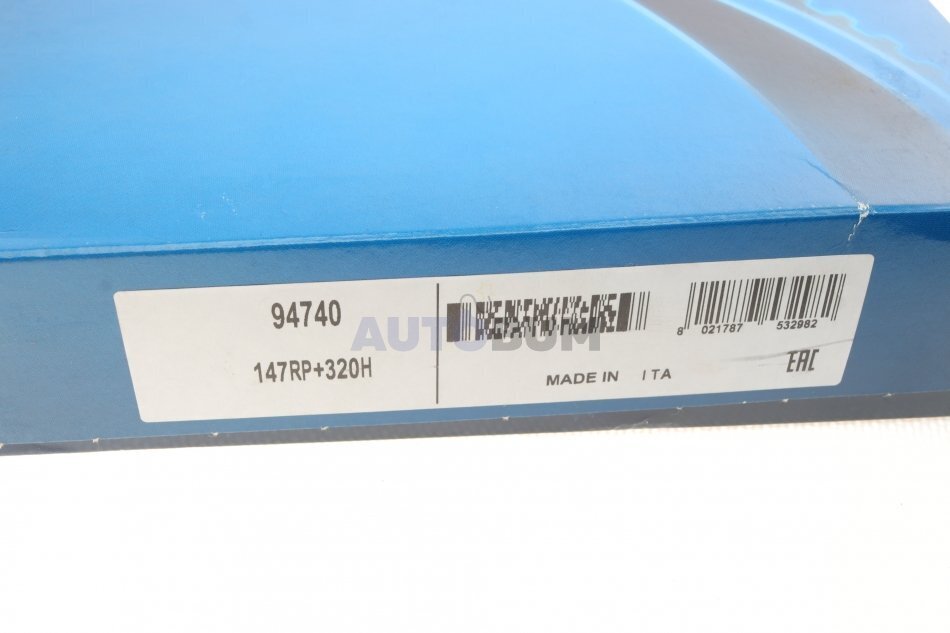 94740
147RP+320H
AUTODOM
8 021787 532982
MADE IN ITA
EAC